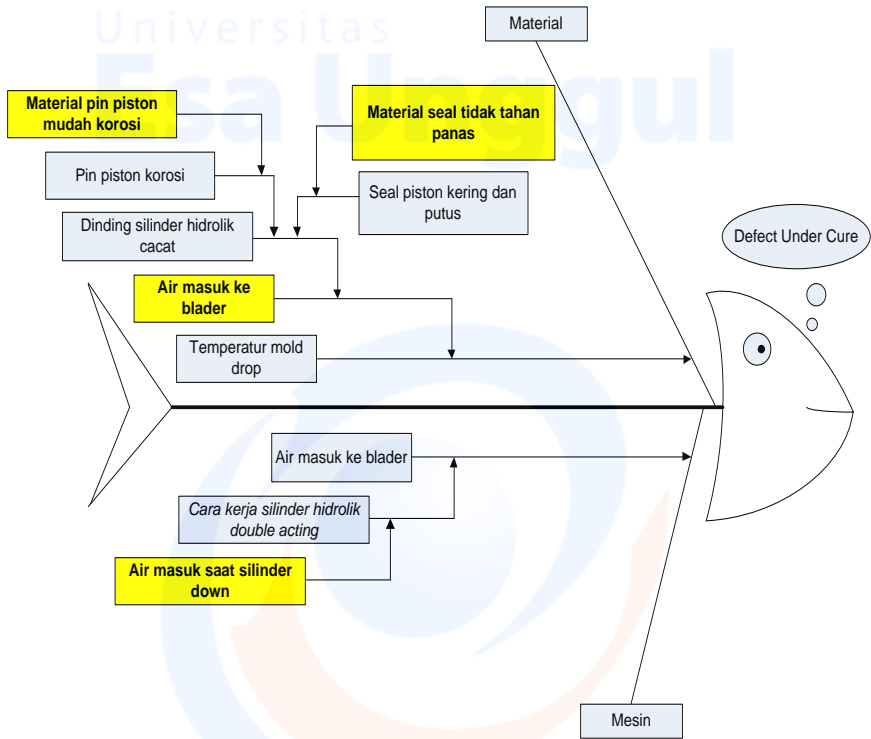 Universitas
Esa Unggul
Material
Material pin piston
mudah korosi
Material seal tidak tahan
panas
Pin piston korosi
Seal piston kering dan
putus
Dinding silinder hidrolik
cacat
Defect Under Cure
Air masuk ke
blader
Temperatur mold
drop
Air masuk ke blader
Cara kerja silinder hidrolik
double acting
Air masuk saat silinder
down
Mesin